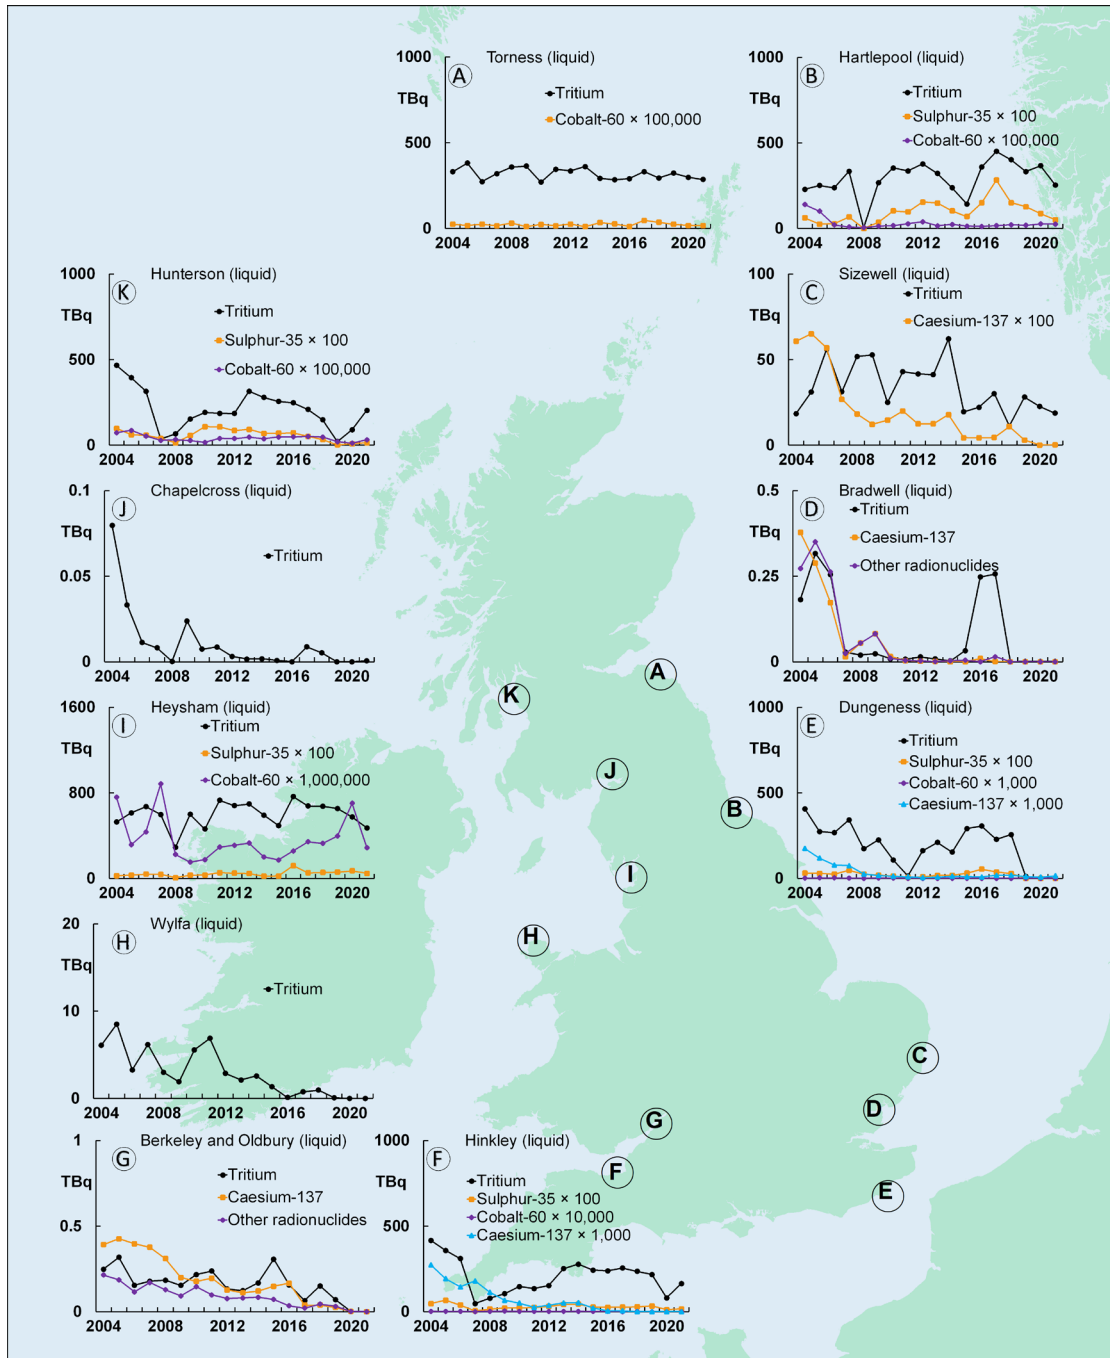 Torness (liquid)
A
1000
TBq
500
0
Tritium
Cobalt-60 × 100,000
2004 2008 2012 2016 2020
Hartlepool (liquid)
B
1000
TBq
500
0
Tritium
Sulphur-35 × 100
Cobalt-60 × 100,000
2004 2008 2012 2016 2020
Hunterson (liquid)
K
1000
TBq
500
0
Tritium
Sulphur-35 × 100
Cobalt-60 × 100,000
2004 2008 2012 2016 2020
Sizewell (liquid)
C
100
TBq
50
0
Tritium
Caesium-137 × 100
2004 2008 2012 2016 2020
Chapelcross (liquid)
J
0.1
TBq
0.05
0
Tritium
2004 2008 2012 2016 2020
Bradwell (liquid)
D
0.5
TBq
0.25
0
Tritium
Caesium-137
Other radionuclides
2004 2008 2012 2016 2020
Heysham (liquid)
I
1600
TBq
800
0
Tritium
Sulphur-35 × 100
Cobalt-60 × 1,000,000
2004 2008 2012 2016 2020
Dungeness (liquid)
E
1000
TBq
500
0
Tritium
Sulphur-35 × 100
Cobalt-60 × 1,000
Caesium-137 × 1,000
2004 2008 2012 2016 2020
Wylfa (liquid)
H
20
TBq
10
0
Tritium
2004 2008 2012 2016 2020
Berkeley and Oldbury (liquid)
G
1
TBq
0.5
0
Tritium
Caesium-137
Other radionuclides
2004 2008 2012 2016 2020
Hinkley (liquid)
F
1000
TBq
500
0
Tritium
Sulphur-35 × 100
Cobalt-60 × 10,000
Caesium-137 × 1,000
2004 2008 2012 2016 2020
A
K
J
B
I
H
C
D
G
F
E